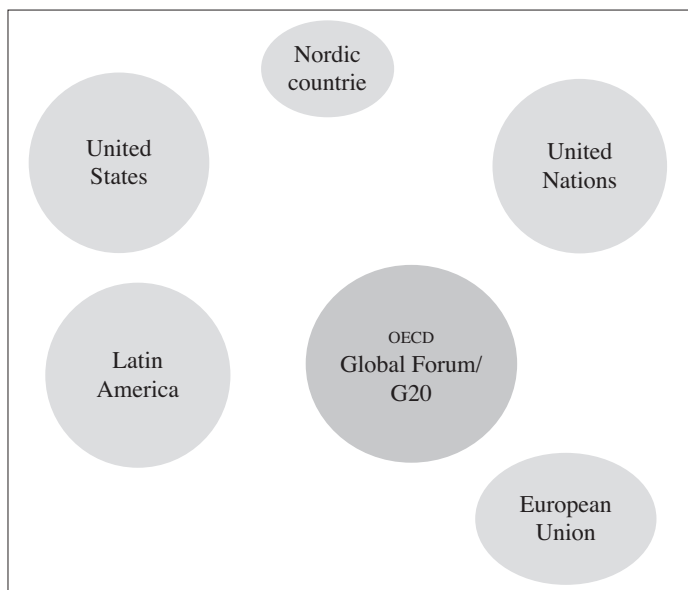 Nordic
countrie
United
States
United
Nations
Latin
America
OECD
Global Forum/
G20
European
Union